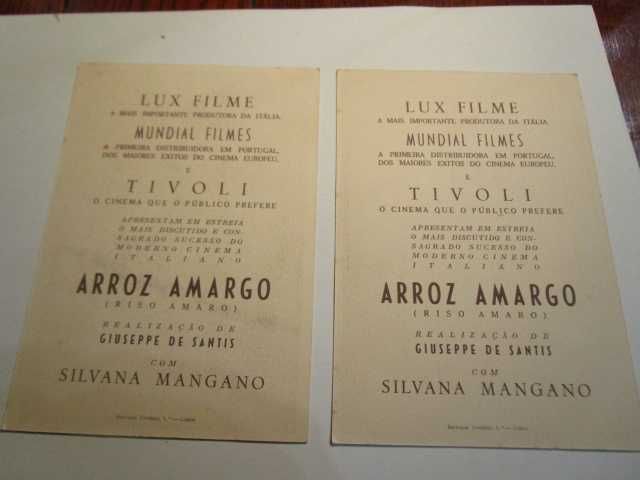 LUX FILME
A MAIS IMPORTANTE PRODUTORA DA ITÁLIA.
MUNDIAL FILMES
A PRIMEIRA DISTRIBUIDORA EM PORTUGAL,
DOS MAIORES EXITOS DO CINEMA EUROPEU,
E
TIVOLI
O CINEMA QUE O PÚBLICO PREFERE
APRESENTAM EM ESTREIA
O MAIS DISCUTIDO E CON-
SAGRADO SUCESSO DO
MODERNO CINEMA
ITALIANO
ARROZ AMARGO
(RISO AMARO)
REALIZAÇÃO DE
GIUSEPPE DE SANTIS
COM
SILVANA MANGANO
LUX FILME
A MAIS IMPORTANTE PRODUTORA DA ITÁLIA.
MUNDIAL FILMES
A PRIMEIRA DISTRIBUIDORA EM PORTUGAL,
DOS MAIORES EXITOS DO CINEMA EUROPEU,
E
TIVOLI
O CINEMA QUE O PÚBLICO PREFERE
APRESENTAM EM ESTREIA
O MAIS DISCUTIDO E CON-
SAGRADO SUCESSO DO
MODERNO CINEMA
ITALIANO
ARROZ AMARGO
(RISO AMARO)
REALIZAÇÃO DE
GIUSEPPE DE SANTIS
COM
SILVANA MANGANO